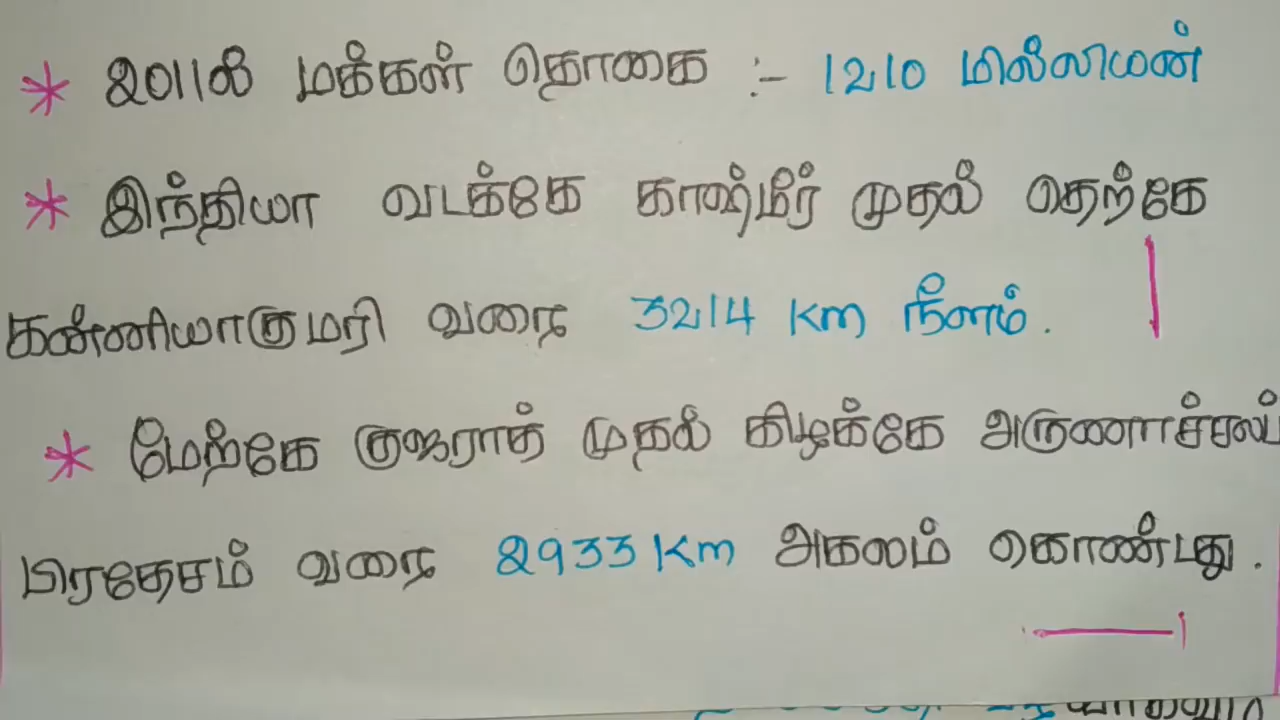 * 2011ல் மக்கள் தொகை :- 1210 மில்லியன்
* இந்தியா வடக்கே காஷ்மீர் முதல் தெற்கே
கன்னியாகுமரி வரை 3214 km நீளம்.
* மேற்கே குஜராத் முதல் கிழக்கே அருணாச்சலப்
பிரதேசம் வரை 2933 km அகலம் கொண்டது.